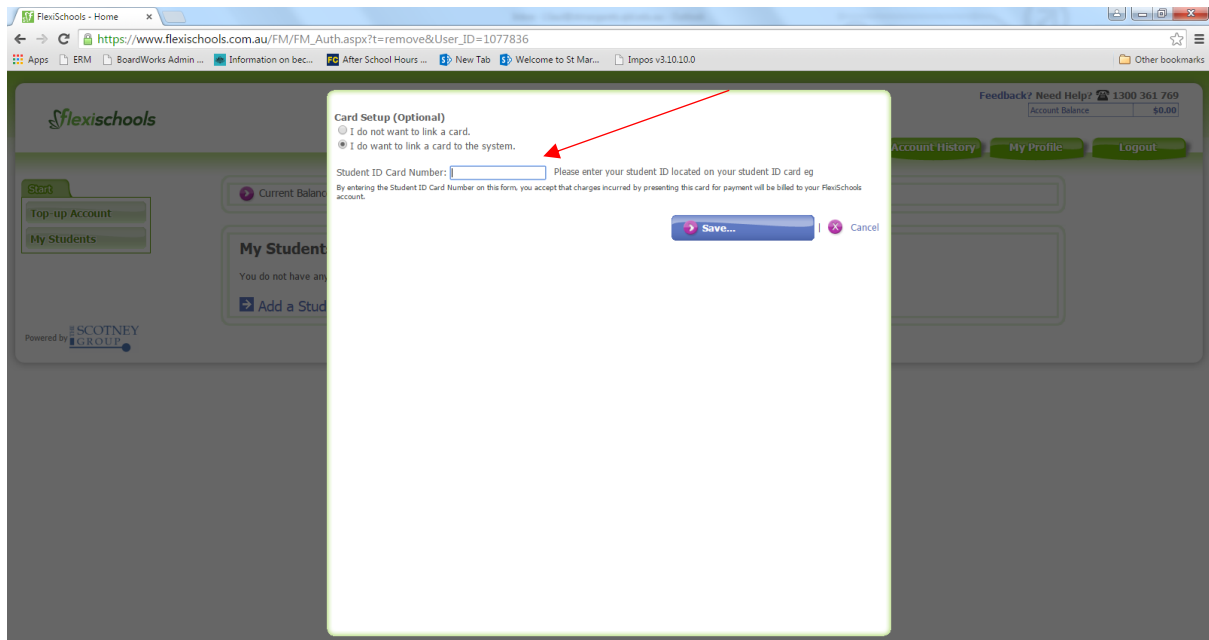 FlexiSchools - Home
https://www.flexischools.com.au/FM/FM_Auth.aspx?t=remove&User_ID=1077836
Apps ERM BoardWorks Admin ... Information on bec... After School Hours ... New Tab Welcome to St Mar... Impos v3.10.10.0 Other bookmarks
Feedback? Need Help? 1300 361 769
Account Balance $0.00
flexischools
Account History My Profile Logout
Card Setup (Optional)
I do not want to link a card.
I do want to link a card to the system.
Student ID Card Number: Please enter your student ID located on your student ID card eg
By entering the Student ID Card Number on this form, you accept that charges incurred by presenting this card for payment will be billed to your FlexiSchools
account.
Save... | Cancel
Start
Top-up Account
My Students
Current Balanc
My Student
You do not have any
Add a Stud
Powered by SCOTNEY
GROUP